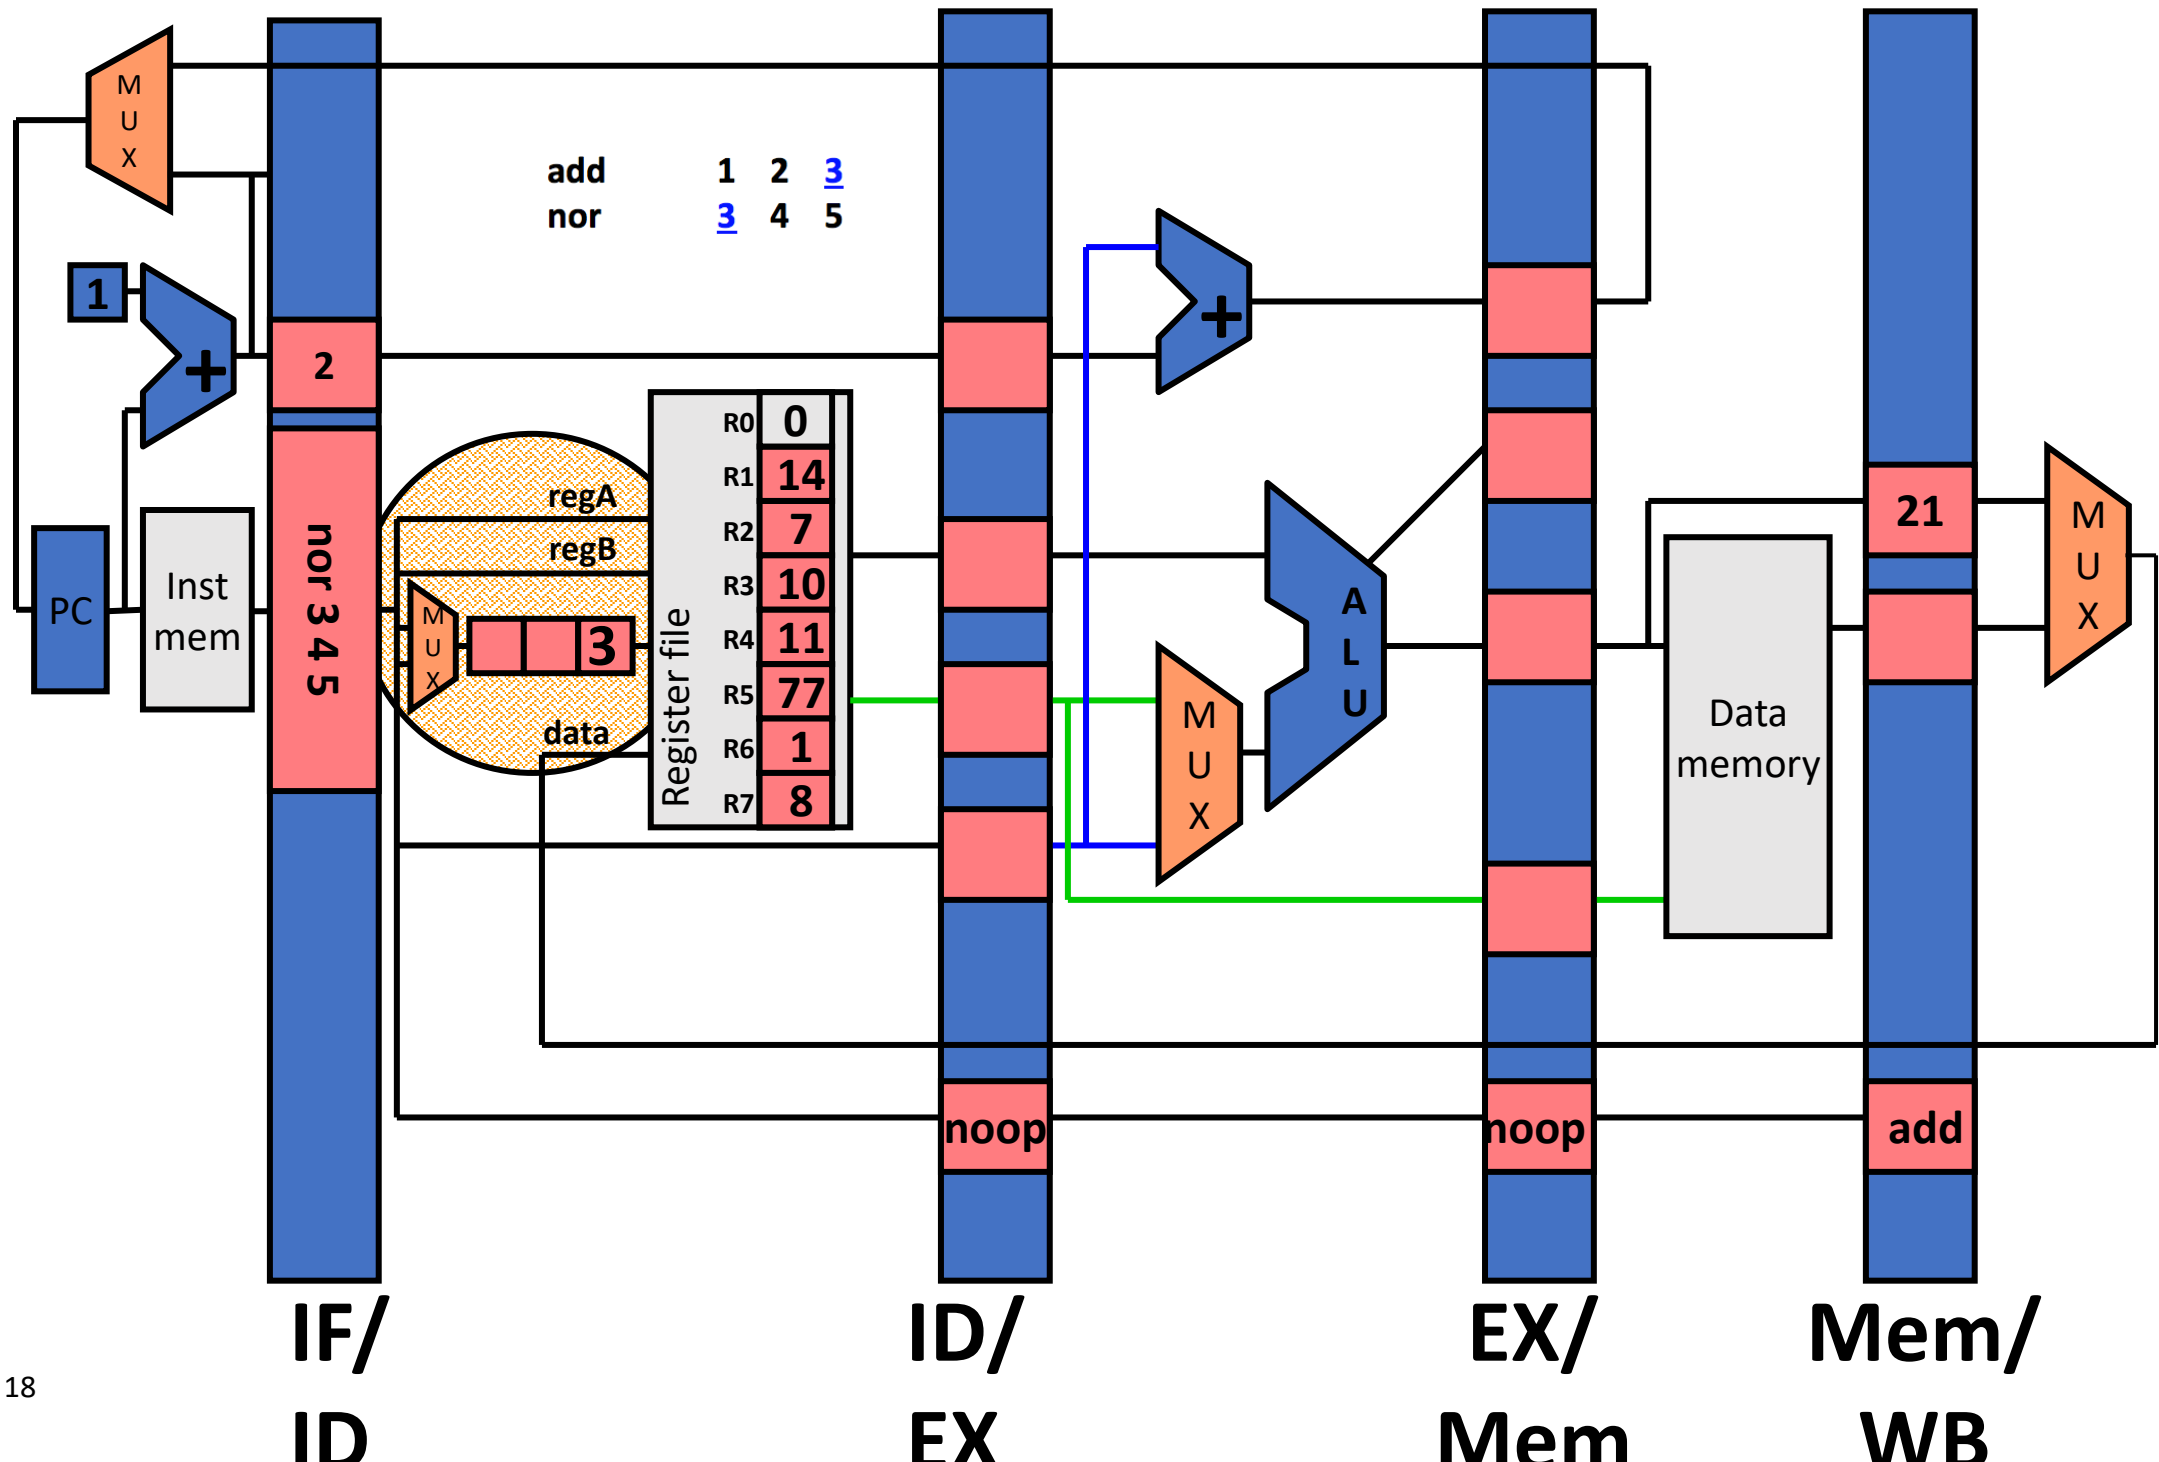 M
U
X
add 1 2 3
nor 3 4 5
1
+
+
2
R0 0
R1 14
R2 7
R3 10
R4 11
R5 77
R6 1
R7 8
Register file
regA
regB
M
U
X
3
data
nor 3 4 5
PC
Inst
mem
A
L
U
M
U
X
21
M
U
X
Data
memory
noop
noop
add
IF/
ID
ID/
EX
EX/
Mem
Mem/
WB
18